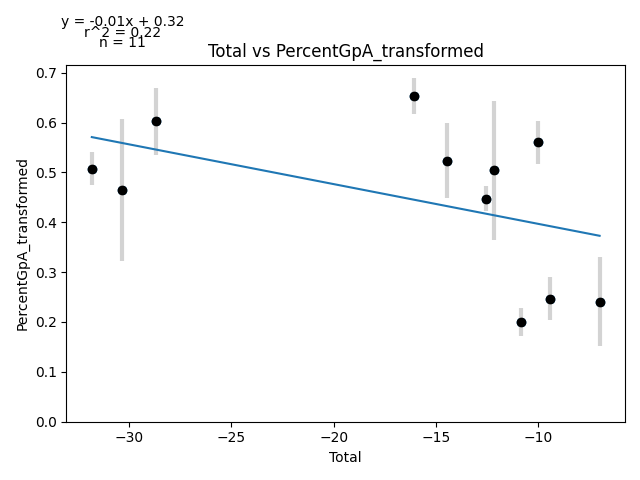 y = -0.01x + 0.32
r^2 = 0.22
n = 11
Total vs PercentGpA_transformed
0.7
0.6
0.5
0.4
0.3
0.2
0.1
0.0
PercentGpA_transformed
−30
−25
−20
−15
−10
Total